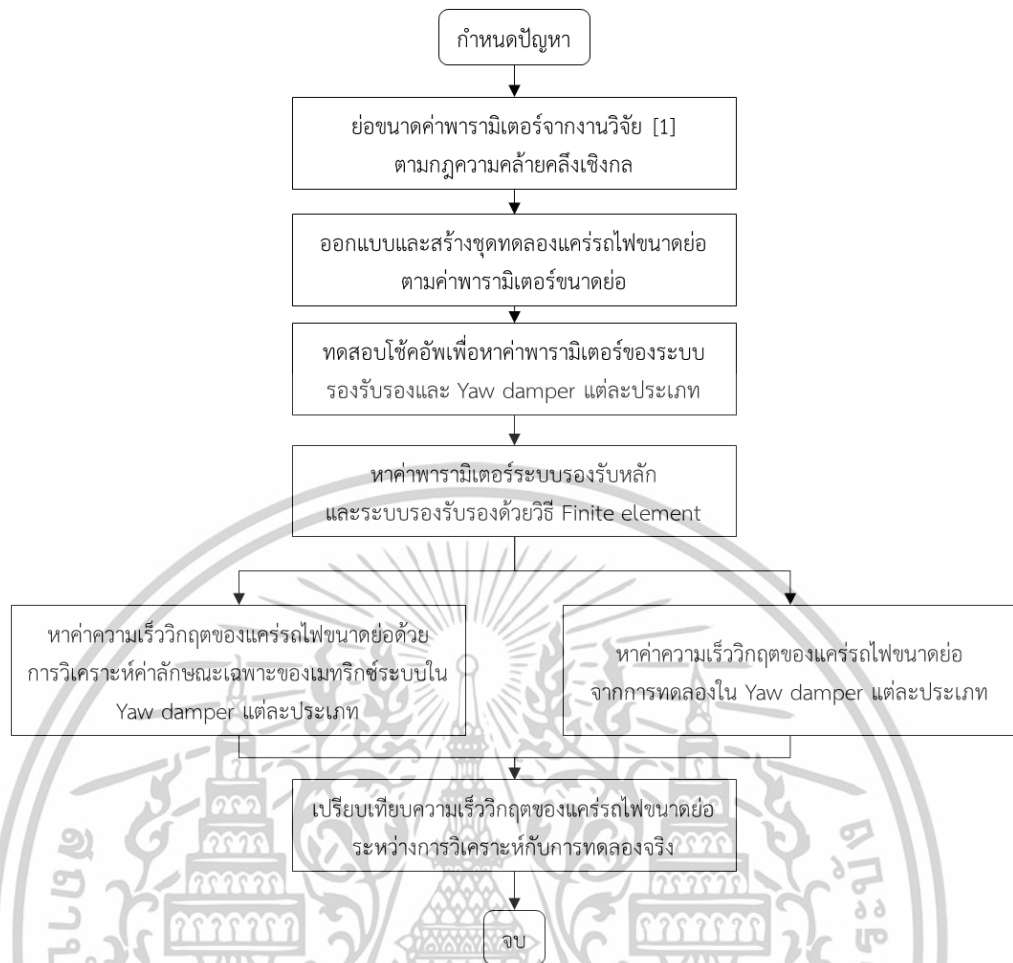 กำหนดปัญหา
ย่อขนาดค่าพารามิเตอร์จากงานวิจัย [1]
ตามกฎความคล้ายคลึงเชิงกล
ออกแบบและสร้างชุดทดลองแคร่รถไฟขนาดย่อ
ตามค่าพารามิเตอร์ขนาดย่อ
ทดสอบโช้คอัพเพื่อหาค่าพารามิเตอร์ของระบบ
รองรับรองและ Yaw damper แต่ละประเภท
หาค่าพารามิเตอร์ระบบรองรับหลัก
และระบบรองรับรองด้วยวิธี Finite element
หาค่าความเร็ววิกฤตของแคร่รถไฟขนาดย่อด้วย
การวิเคราะห์ค่าลักษณะเฉพาะของเมทริกซ์ระบบใน
Yaw damper แต่ละประเภท
หาค่าความเร็ววิกฤตของแคร่รถไฟขนาดย่อ
จากการทดลองใน Yaw damper แต่ละประเภท
เปรียบเทียบความเร็ววิกฤตของแคร่รถไฟขนาดย่อ
ระหว่างการวิเคราะห์กับการทดลองจริง
จบ